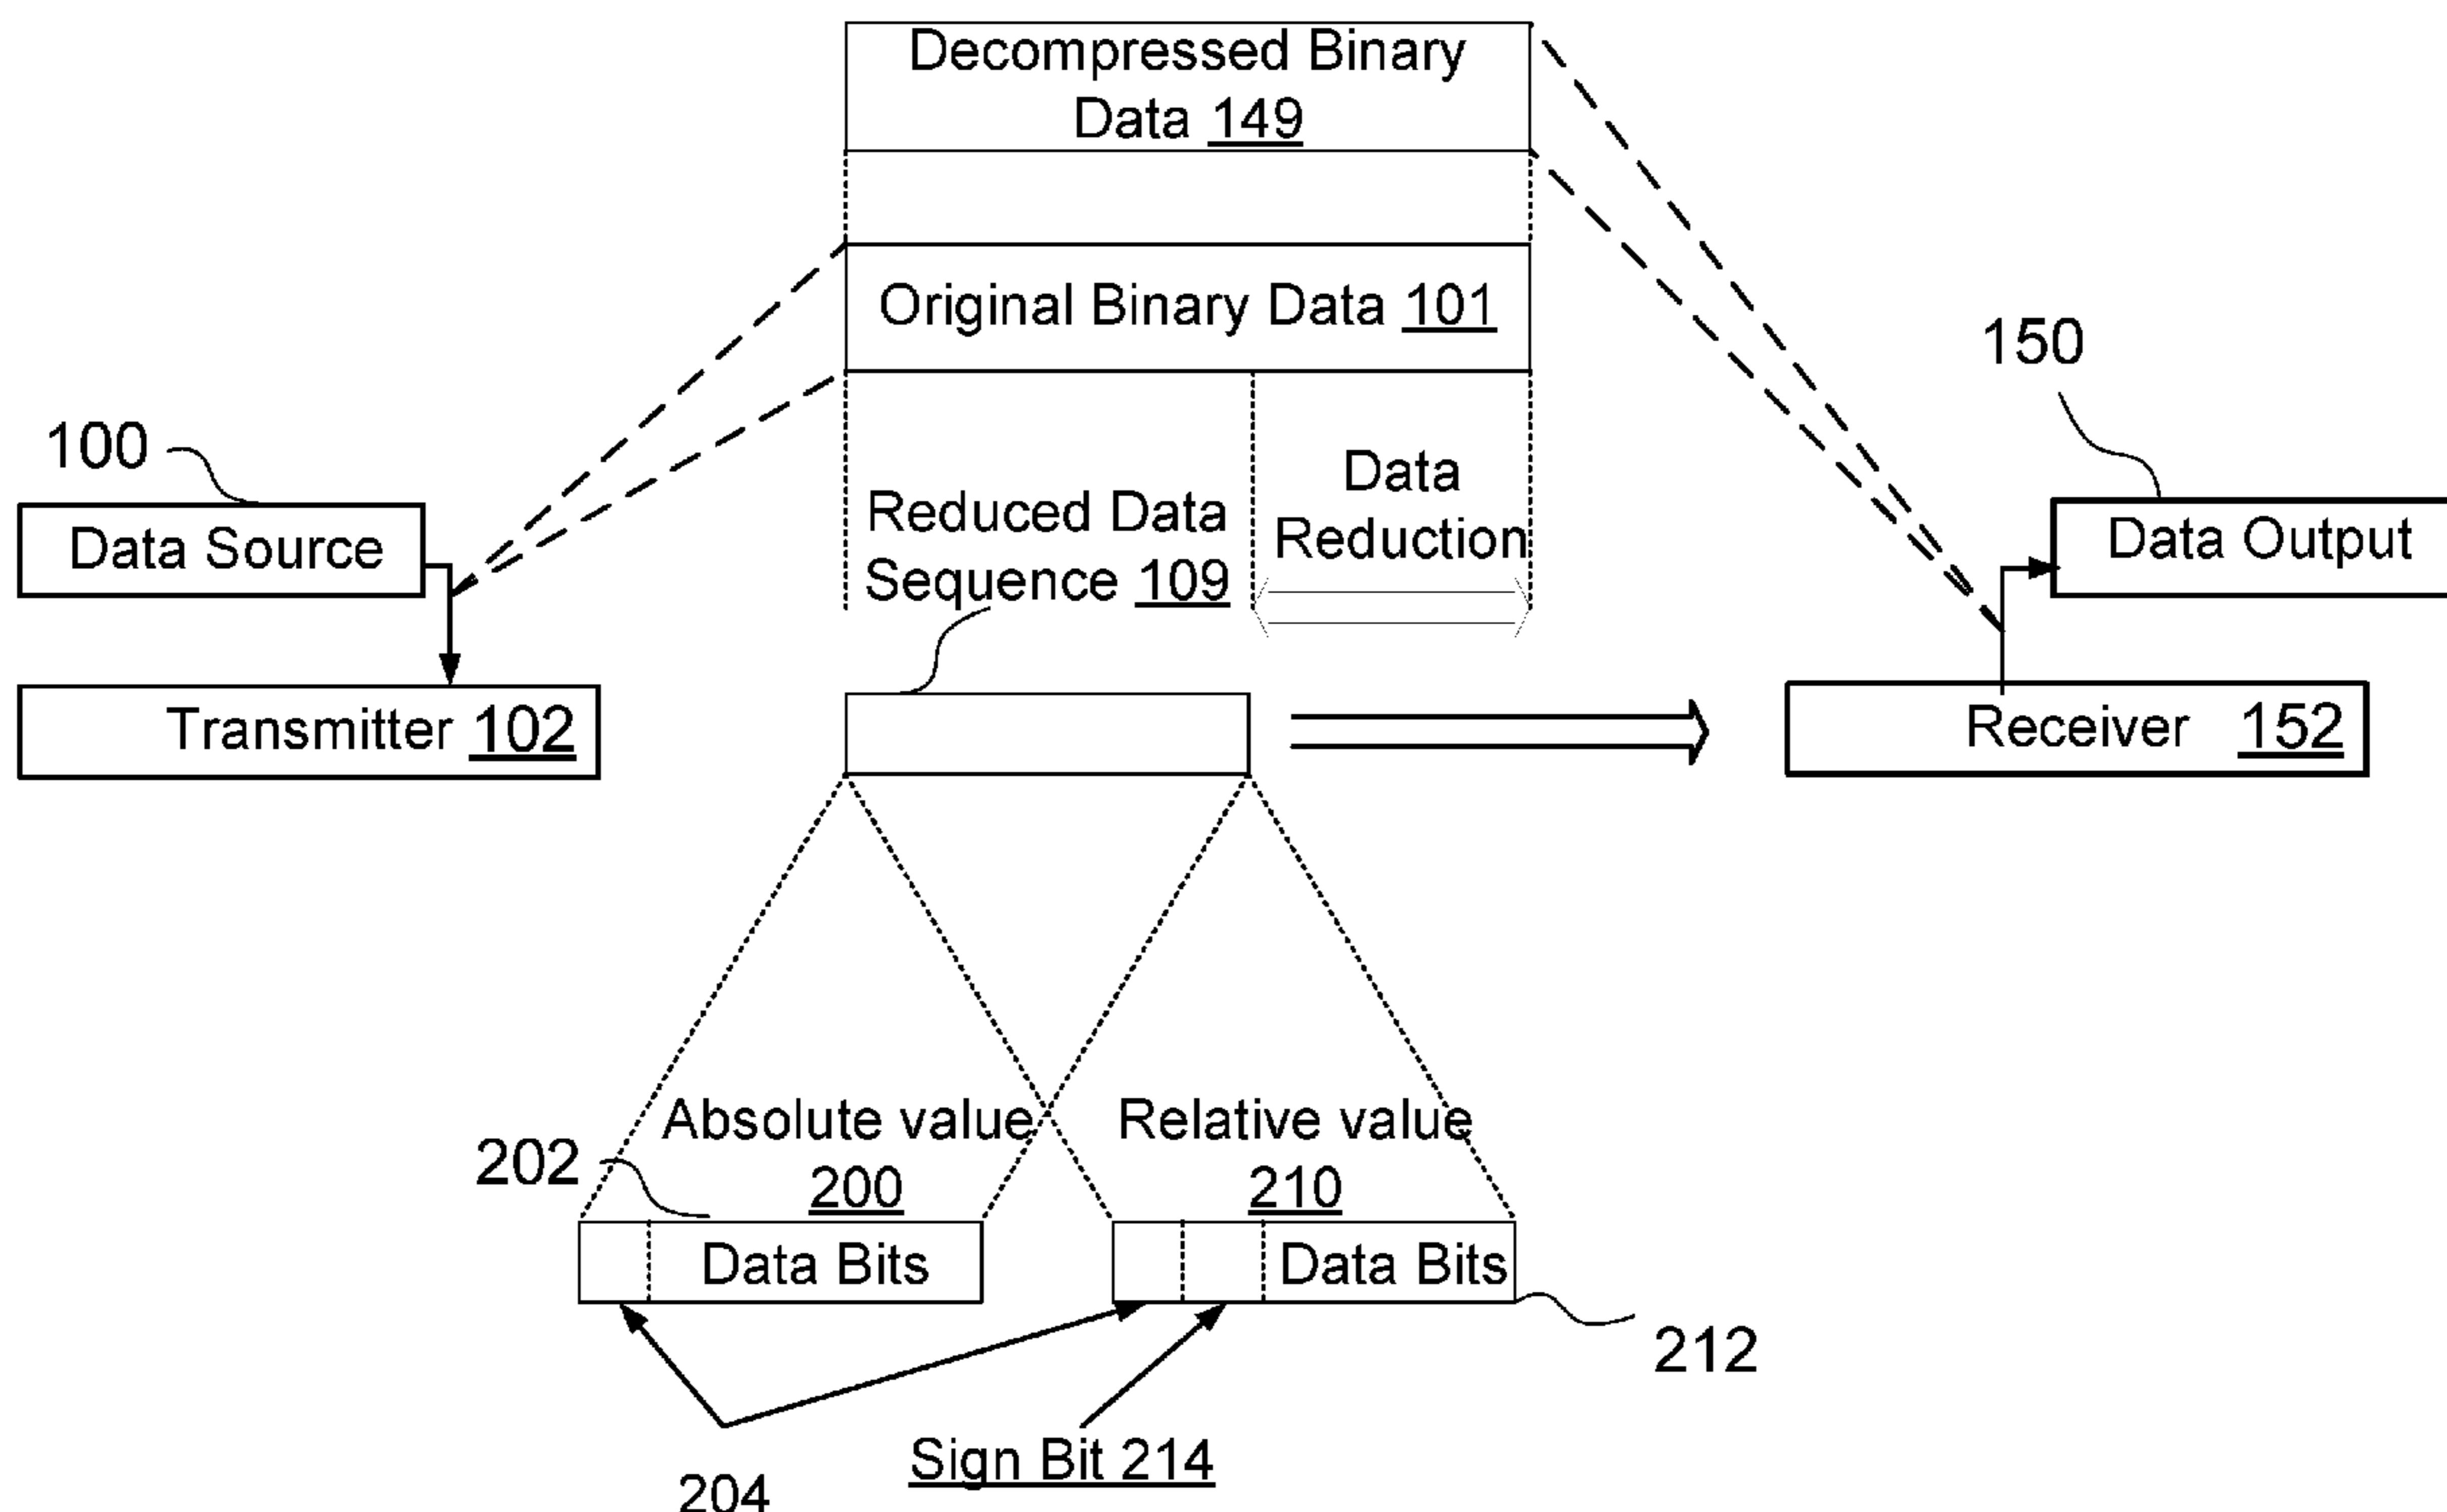 Decompressed Binary
Data 149
Original Binary Data 101
150
100
Data
Reduction
Reduced Data
Sequence 109
Data Source
Data Output
Transmitter 102
Receiver 152
Absolute value
200
Relative value
210
202
Data Bits
Data Bits
212
Sign Bit 214
204